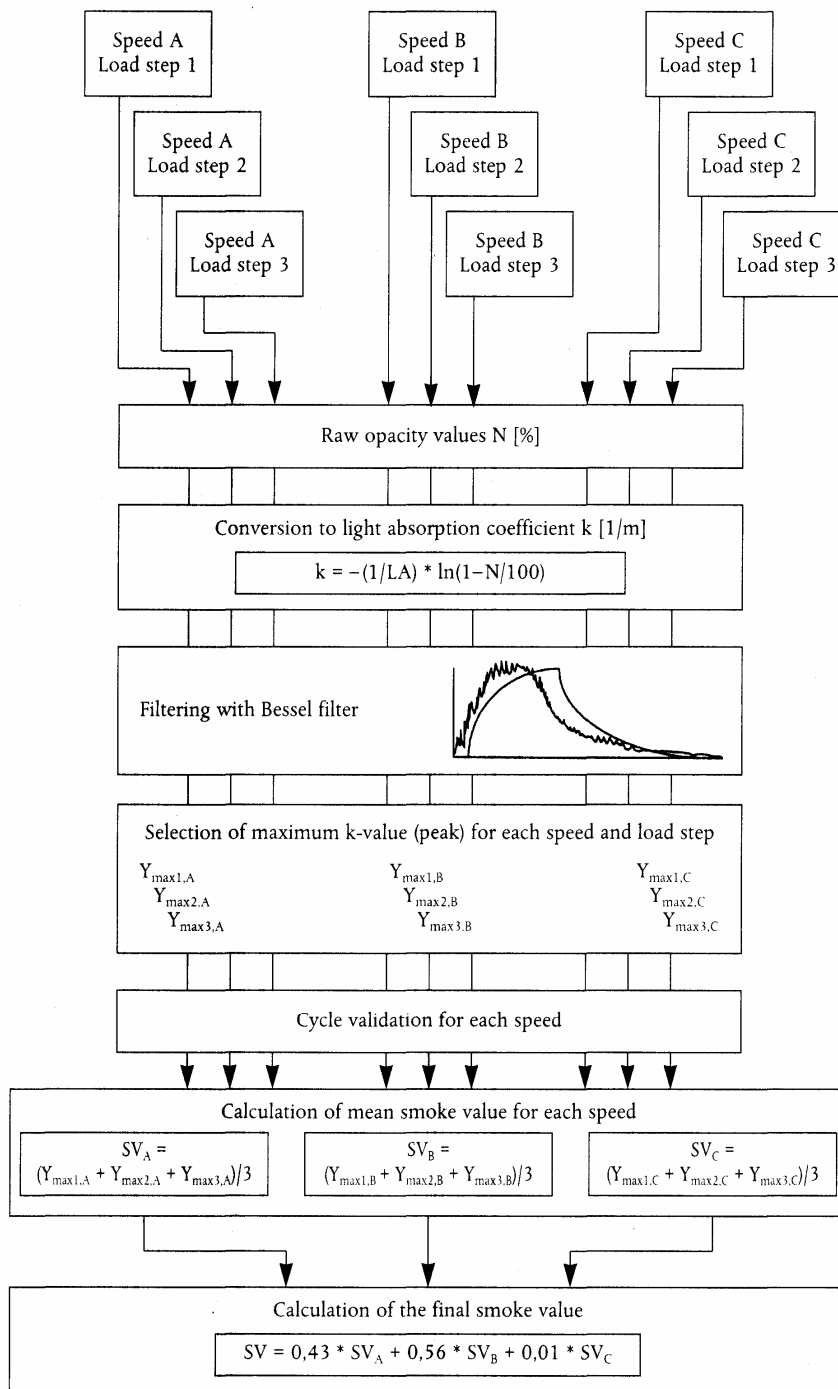 Speed A
Load step 1
Speed B
Load step 1
Speed C
Load step 1
Speed A
Load step 2
Speed B
Load step 2
Speed C
Load step 2
Speed A
Load step 3
Speed B
Load step 3
Speed C
Load step 3
Raw opacity values N [%]
Conversion to light absorption coefficient k [1/m]
k = −(1/LA) * ln(1−N/100)
Filtering with Bessel filter
Selection of maximum k-value (peak) for each speed and load step
Ymax1,A Ymax1,B Ymax1,C
Ymax2,A Ymax2,B Ymax2,C
Ymax3,A Ymax3,B Ymax3,C
Cycle validation for each speed
Calculation of mean smoke value for each speed
SVA =
(Ymax1,A + Ymax2,A + Ymax3,A)/3
SVB =
(Ymax1,B + Ymax2,B + Ymax3,B)/3
SVC =
(Ymax1,C + Ymax2,C + Ymax3,C)/3
Calculation of the final smoke value
SV = 0,43 * SVA + 0,56 * SVB + 0,01 * SVC